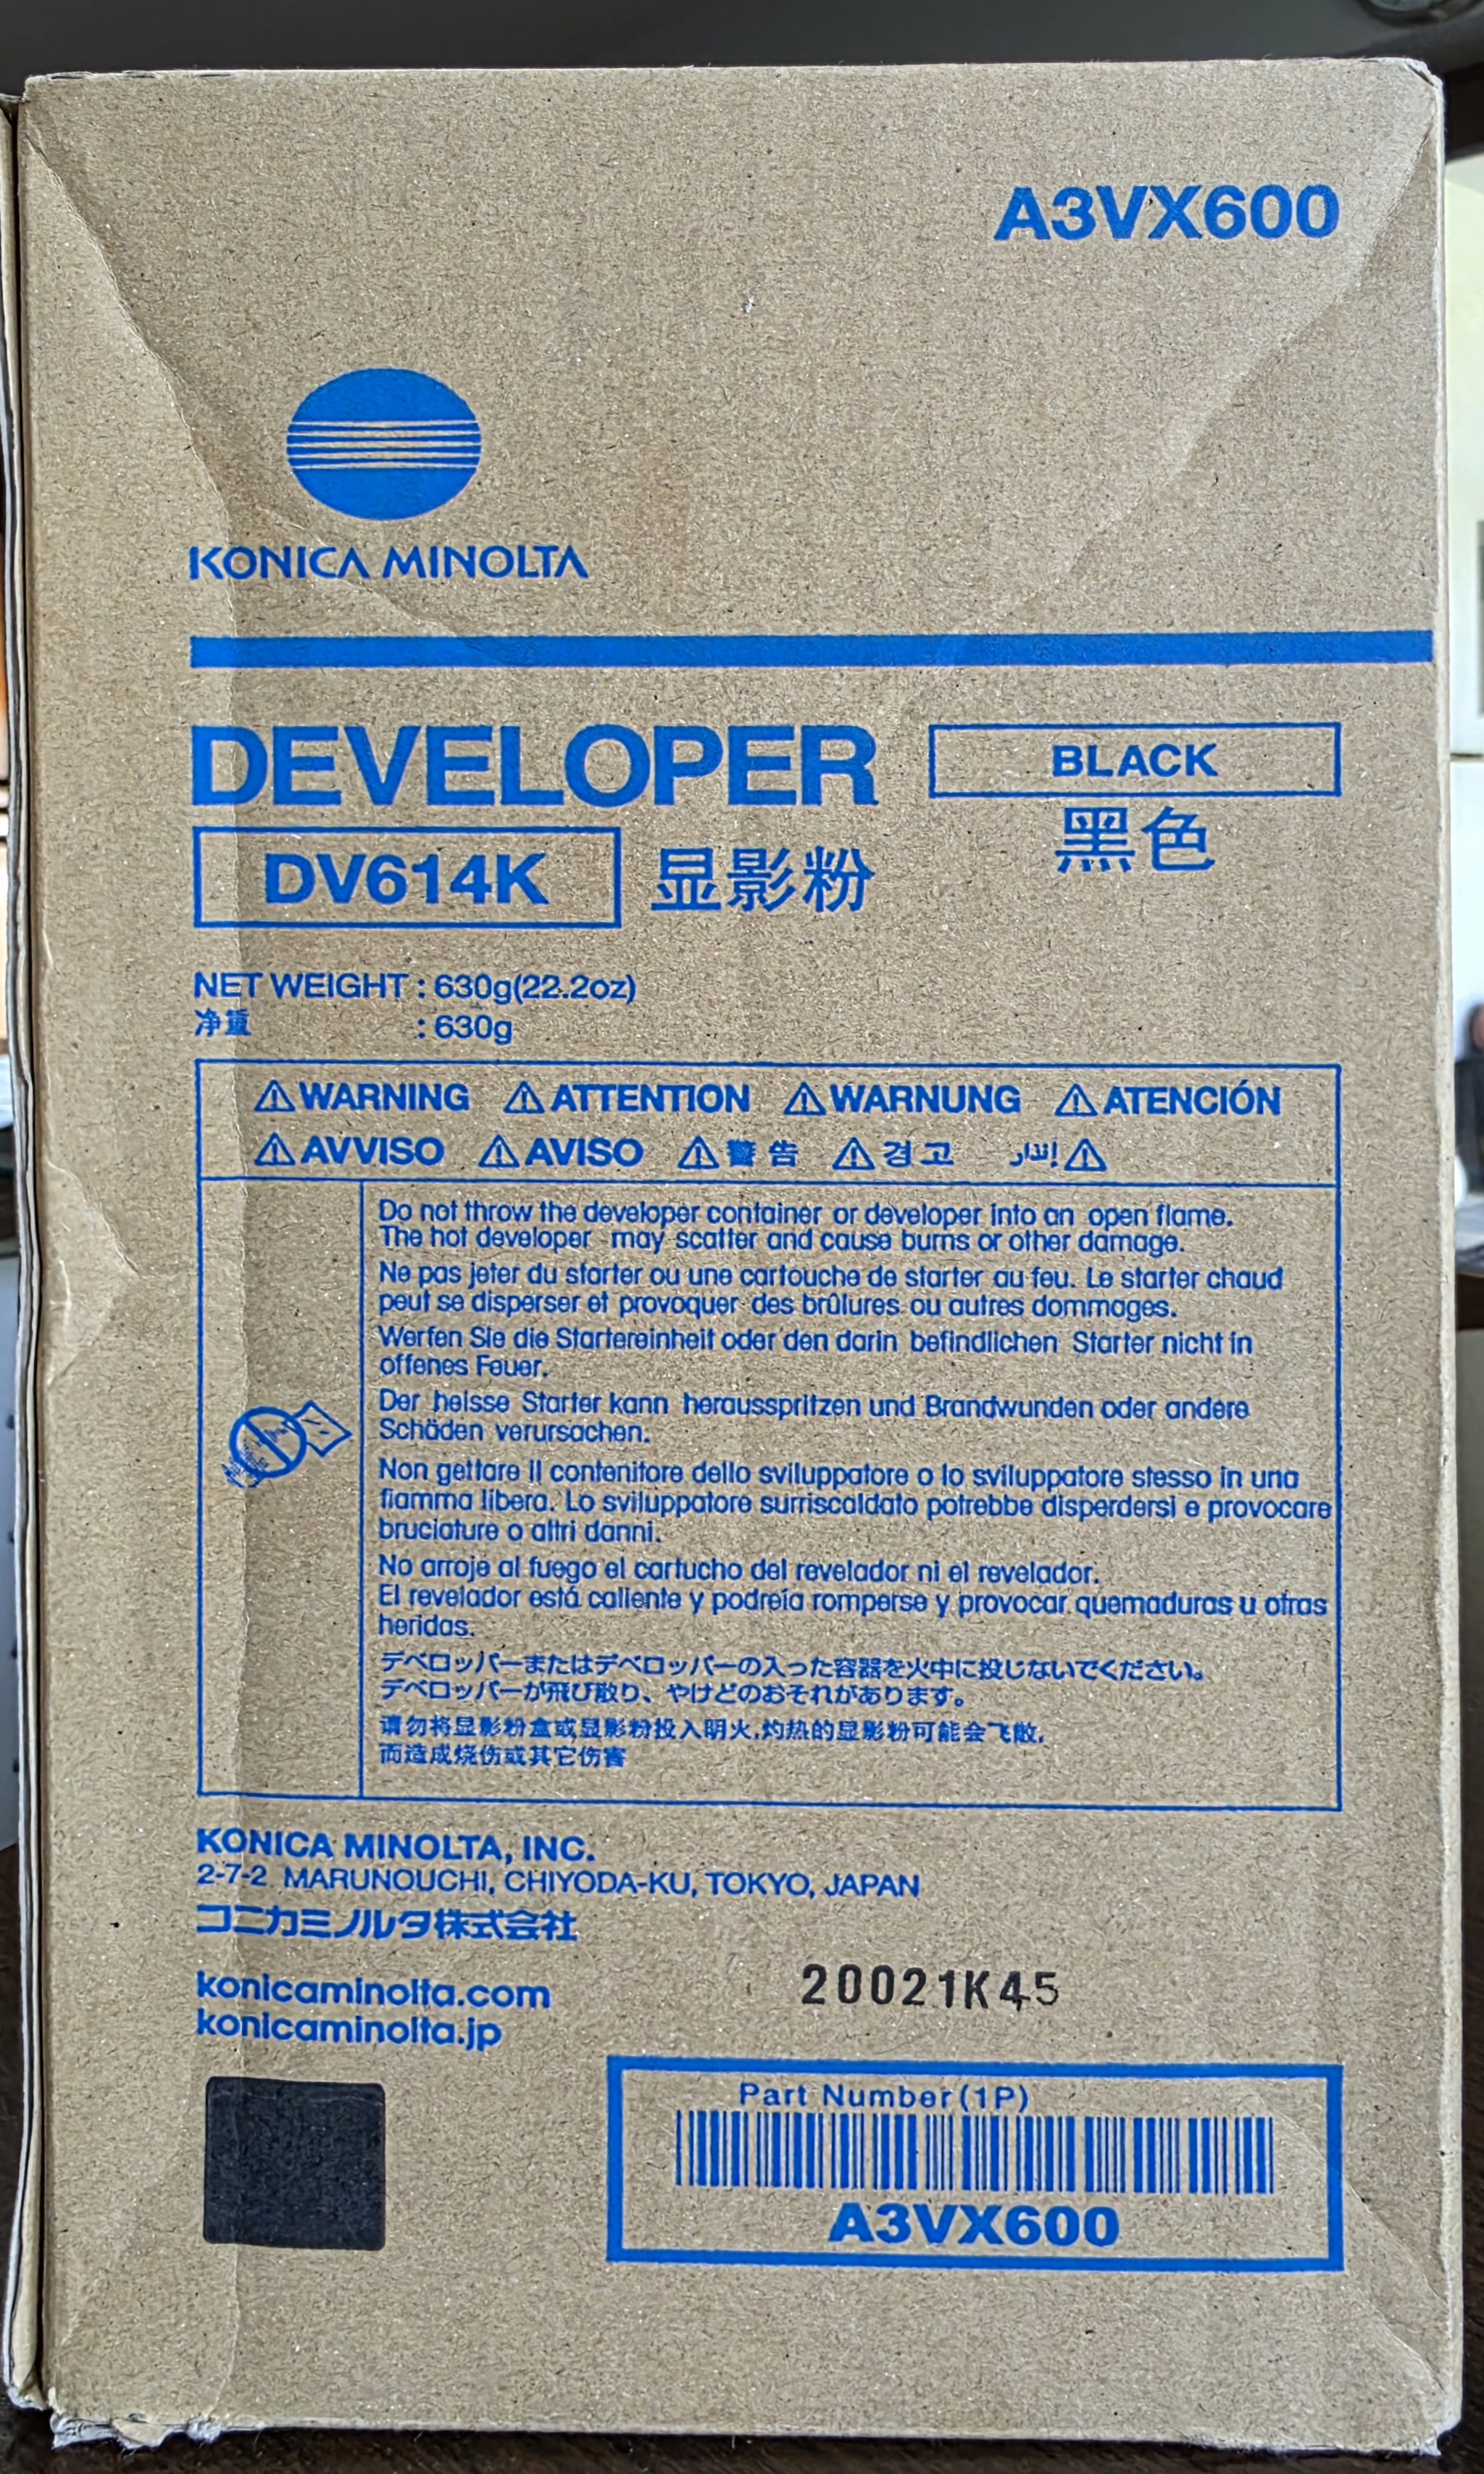 A3VX600
KONICA MINOLTA
DEVELOPER
BLACK
黑色
DV614K
显影粉
NET WEIGHT : 630g(22.2oz)
净重 : 630g
⚠WARNING ⚠ATTENTION ⚠WARNUNG ⚠ATENCIÓN
⚠AVVISO ⚠AVISO ⚠警告 ⚠경고 إنذار⚠
Do not throw the developer container or developer into an open flame.
The hot developer may scatter and cause burns or other damage.
Ne pas jeter du starter ou une cartouche de starter au feu. Le starter chaud
peut se disperser et provoquer des brûlures ou autres dommages.
Werfen Sie die Startereinheit oder den darin befindlichen Starter nicht in
offenes Feuer.
Der heisse Starter kann herausspritzen und Brandwunden oder andere
Schäden verursachen.
Non gettare il contenitore dello sviluppatore o lo sviluppatore stesso in una
fiamma libera. Lo sviluppatore surriscaldato potrebbe disperdersi e provocare
bruciature o altri danni.
No arroje al fuego el cartucho del revelador ni el revelador.
El revelador está caliente y podreía romperse y provocar quemaduras u otras
heridas.
デベロッパーまたはデベロッパーの入った容器を火中に投じないでください。
デベロッパーが飛び散り、やけどのおそれがあります。
请勿将显影粉盒或显影粉投入明火,灼热的显影粉可能会飞散,
而造成烧伤或其它伤害
KONICA MINOLTA, INC.
2-7-2 MARUNOUCHI, CHIYODA-KU, TOKYO, JAPAN
コニカミノルタ株式会社
konicaminolta.com
konicaminolta.jp
20021K45
Part Number(1P)
A3VX600